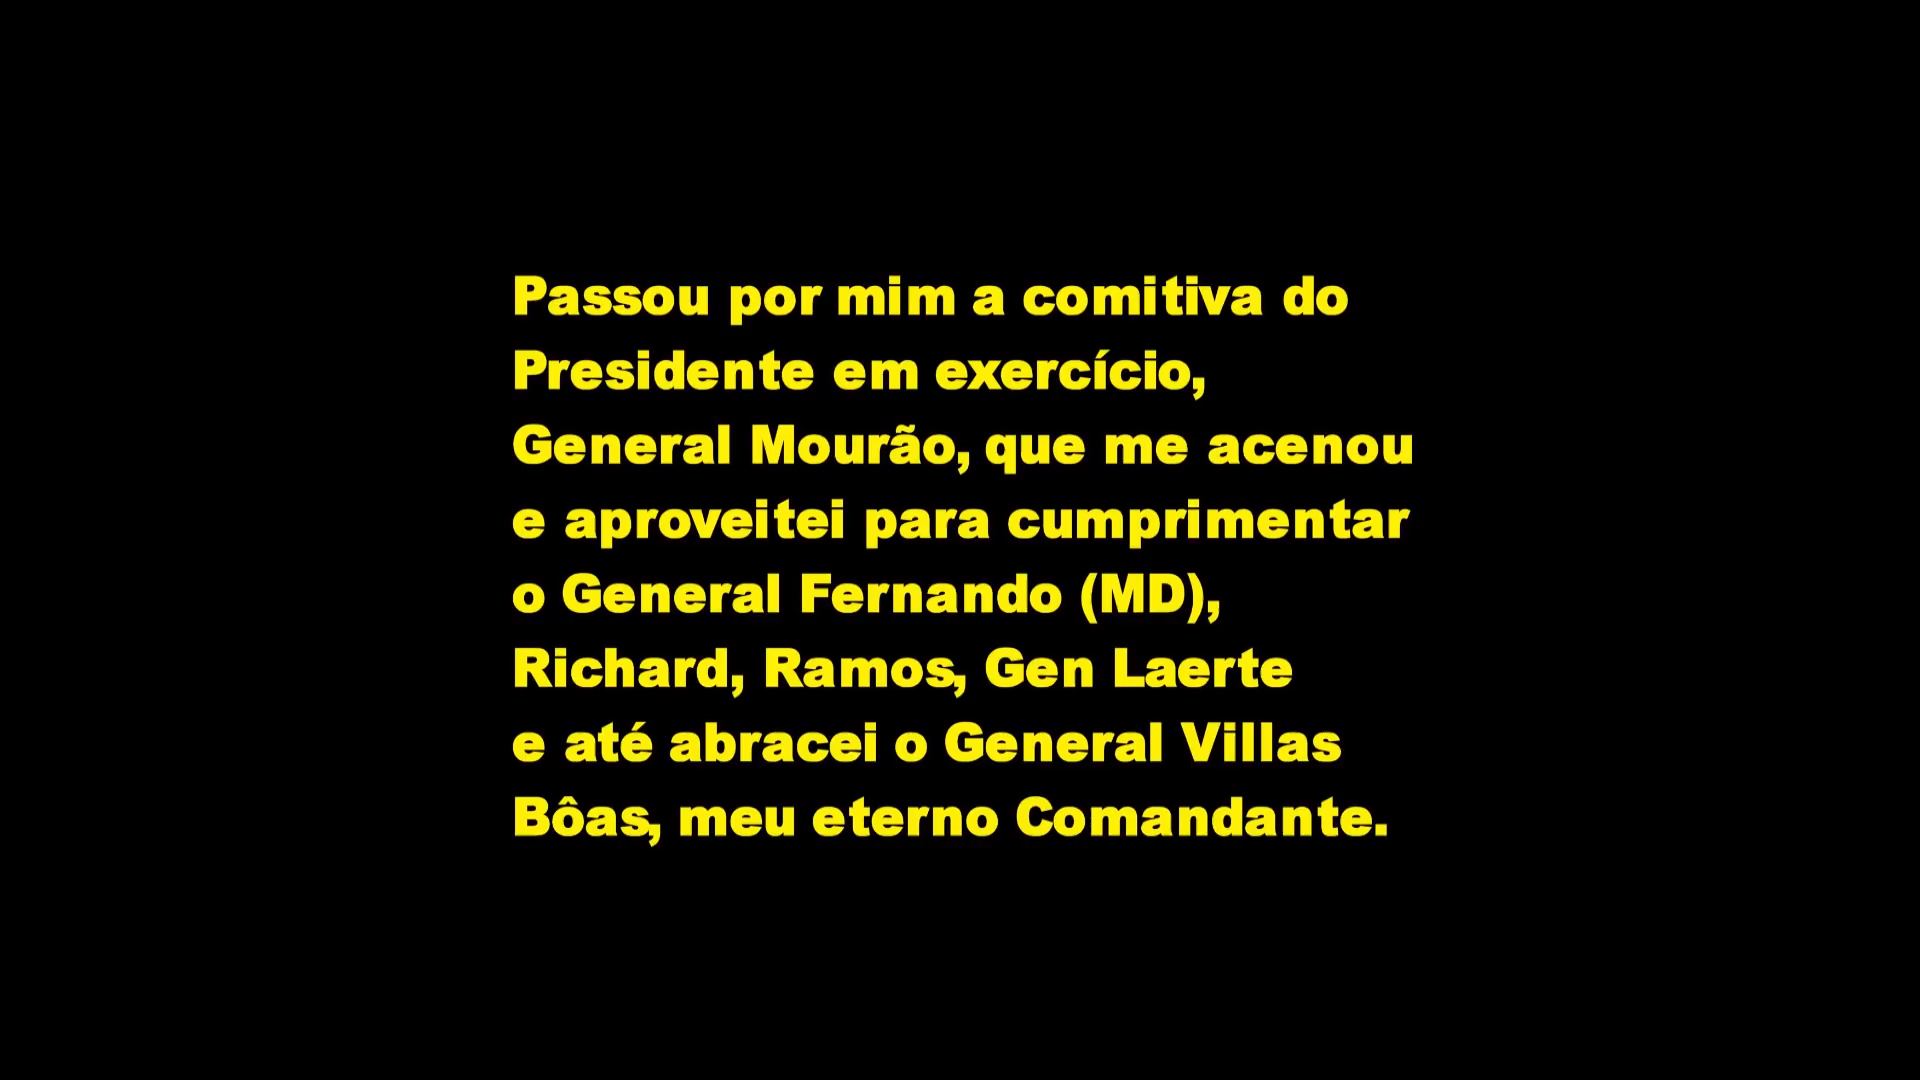 Passou por mim a comitiva do
Presidente em exercício,
General Mourão, que me acenou
e aproveitei para cumprimentar
o General Fernando (MD),
Richard, Ramos, Gen Laerte
e até abracei o General Villas
Bôas, meu eterno Comandante.